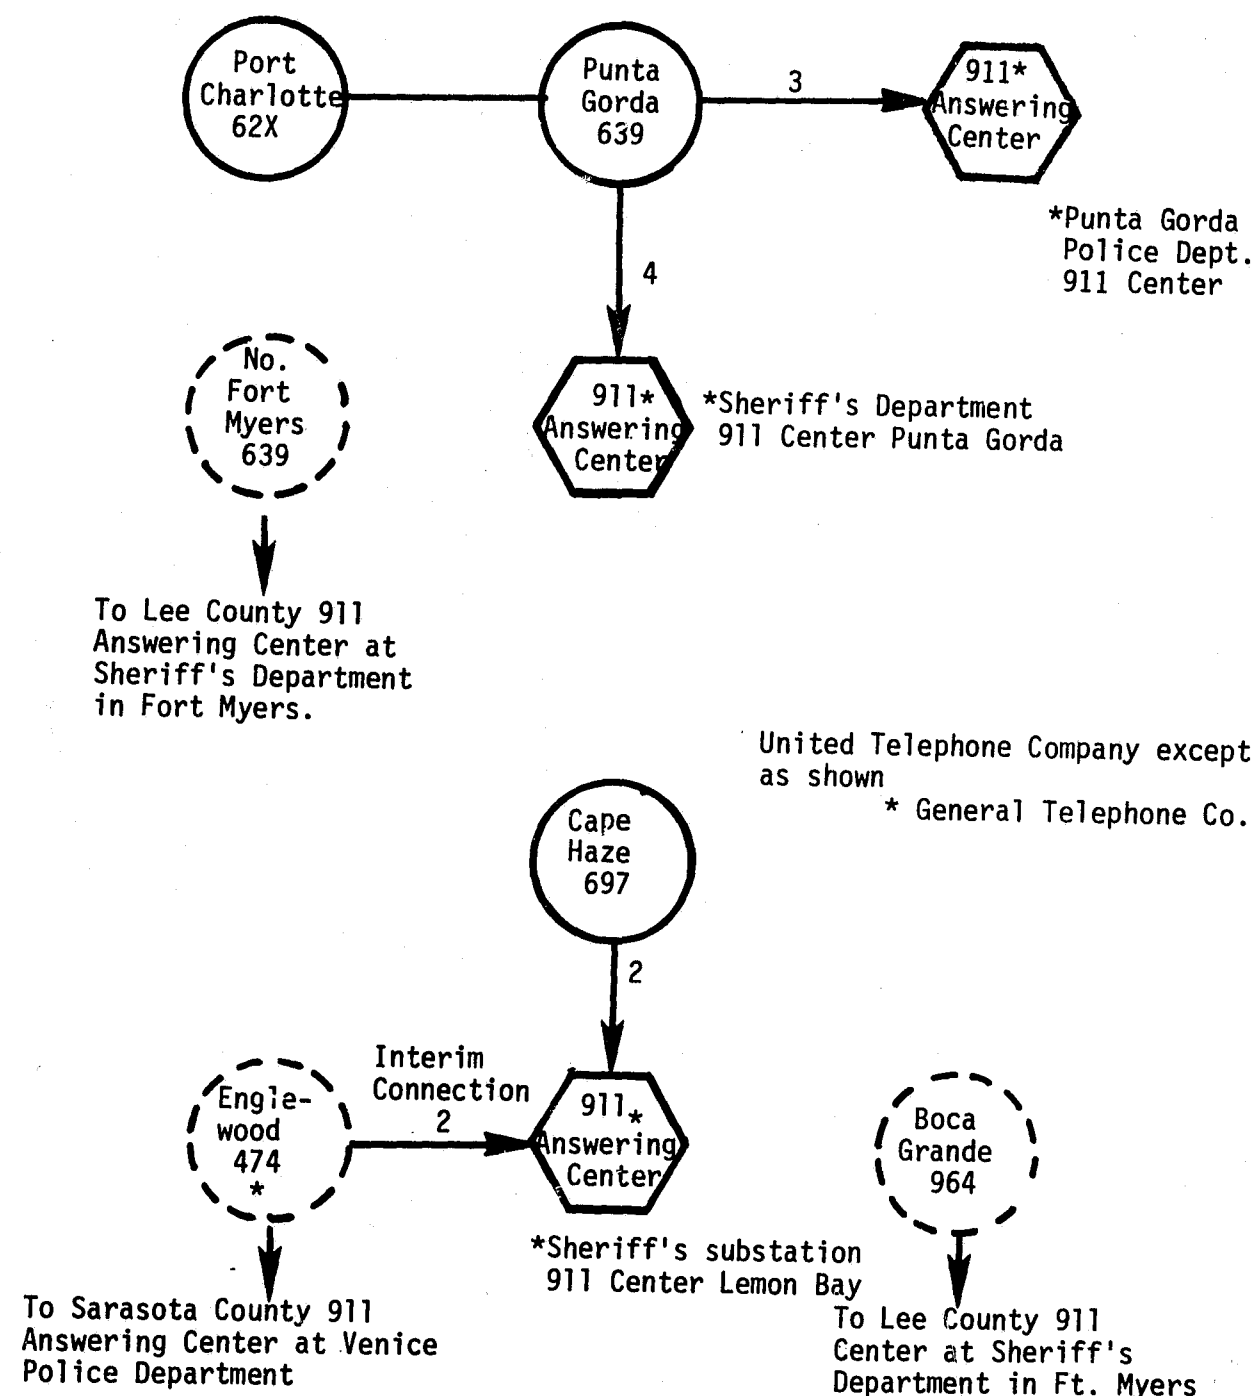 Port
Charlotte
62X
Punta
Gorda
639
3
911*
Answering
Center
*Punta Gorda
Police Dept.
911 Center
4
No.
Fort
Myers
639
911*
Answering
Center
*Sheriff's Department
911 Center Punta Gorda
To Lee County 911
Answering Center at
Sheriff's Department
in Fort Myers.
United Telephone Company except
as shown
* General Telephone Co.
Cape
Haze
697
2
Interim
Connection
2
Engle-
wood
474
*
911*
Answering
Center
Boca
Grande
964
*Sheriff's substation
911 Center Lemon Bay
To Sarasota County 911
Answering Center at Venice
Police Department
To Lee County 911
Center at Sheriff's
Department in Ft. Myers